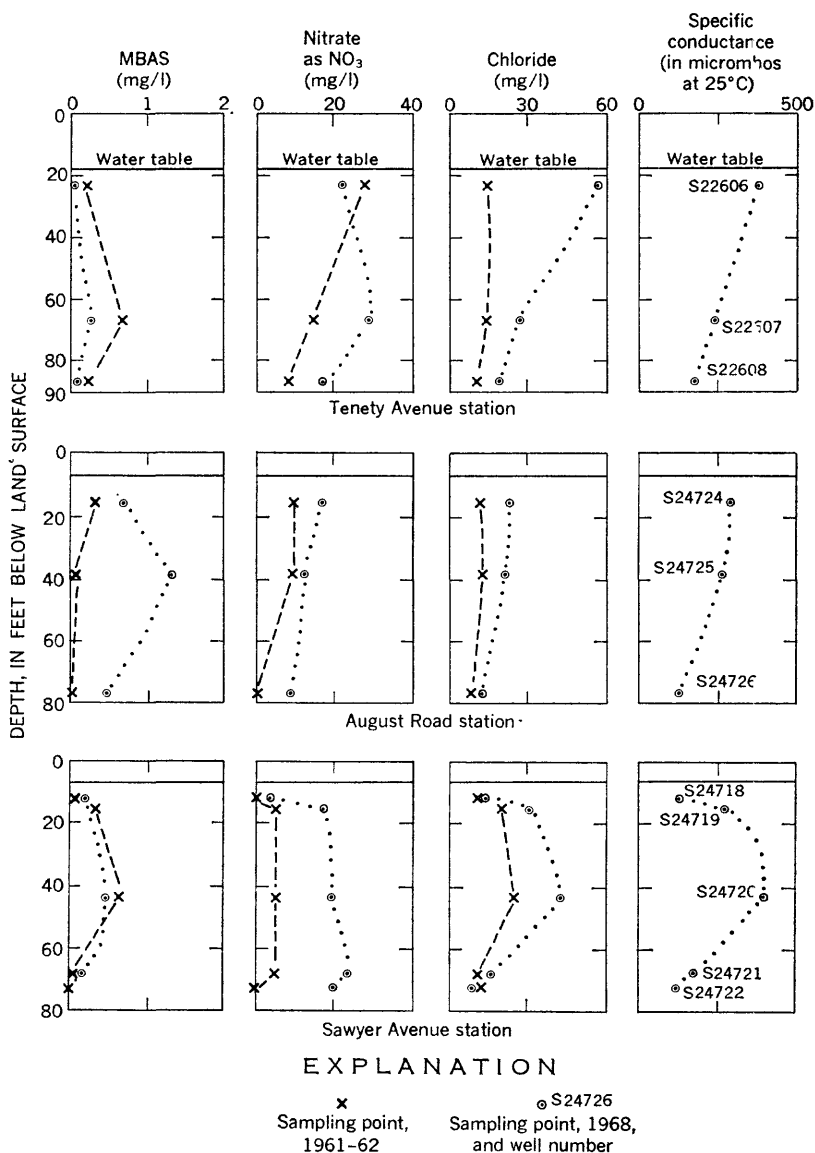 MBAS
(mg/l)
Nitrate
as NO₃
(mg/l)
Chloride
(mg/l)
Specific
conductance
(in micromhos
at 25°C)
0 1 2
0 20 40
0 30 60
0 500
DEPTH, IN FEET BELOW LAND SURFACE
0
20
40
60
80
90
Water table
Water table
Water table
Water table
S22606
S22607
S22608
Tenety Avenue station
0
20
40
60
80
S24724
S24725
S24726
August Road station
0
20
40
60
80
S24718
S24719
S24720
S24721
S24722
Sawyer Avenue station
EXPLANATION
Sampling point,
1961-62
S24726
Sampling point, 1968,
and well number